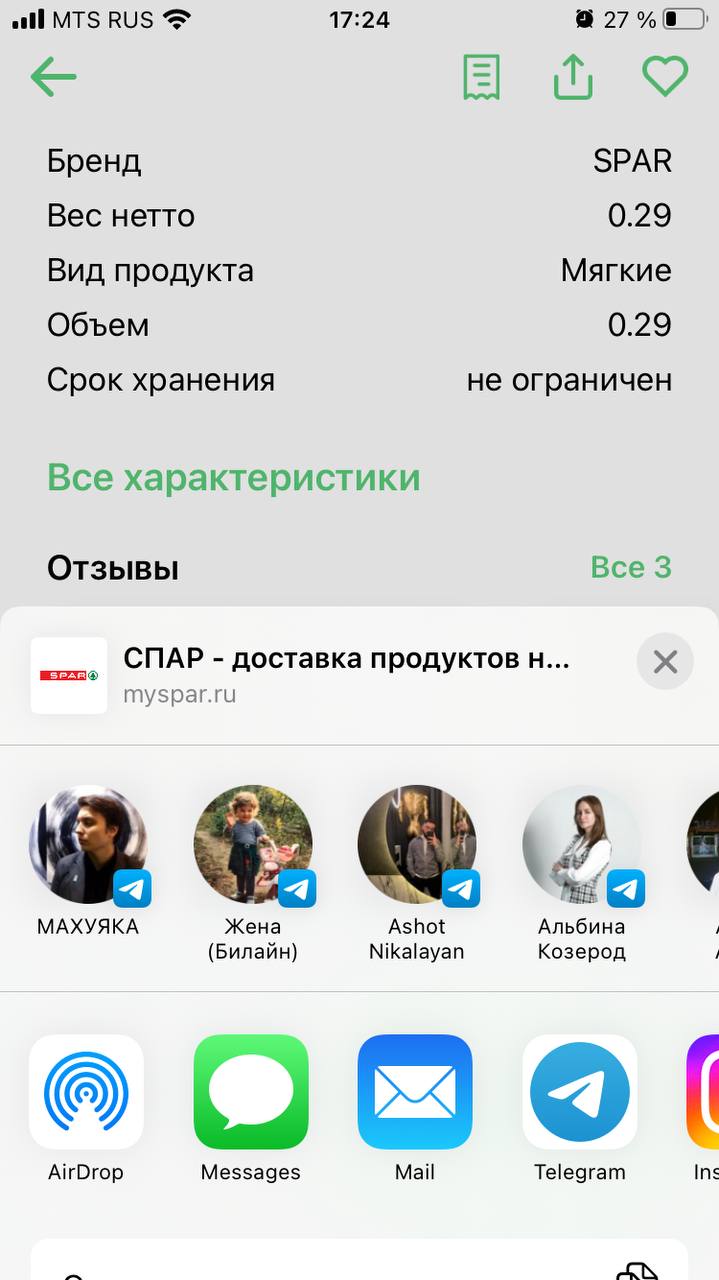 MTS RUS 17:24 27 %
Бренд SPAR
Вес нетто 0.29
Вид продукта Мягкие
Объем 0.29
Срок хранения не ограничен
Все характеристики
Отзывы Все 3
SPAR
СПАР - доставка продуктов н...
myspar.ru
МАХУЯКА
Жена
(Билайн)
Ashot
Nikalayan
Альбина
Козерод
AirDrop
Messages
Mail
Telegram
Ins